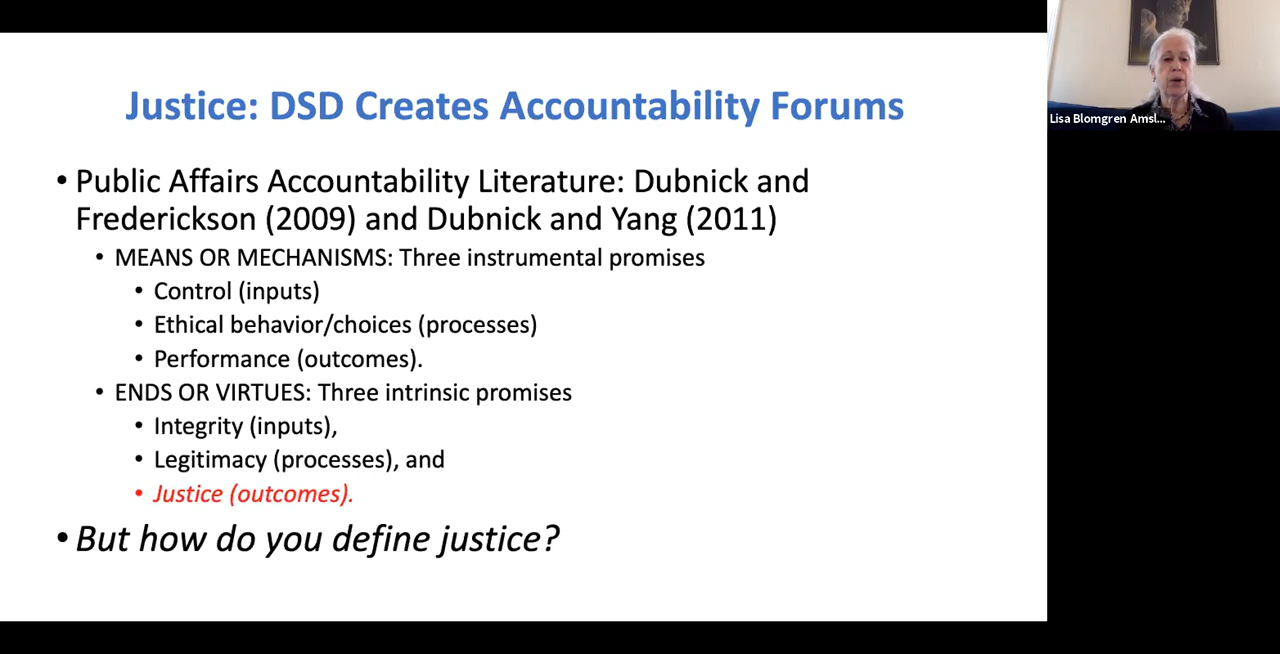 Justice: DSD Creates Accountability Forums
• Public Affairs Accountability Literature: Dubnick and
Frederickson (2009) and Dubnick and Yang (2011)
• MEANS OR MECHANISMS: Three instrumental promises
• Control (inputs)
• Ethical behavior/choices (processes)
• Performance (outcomes).
• ENDS OR VIRTUES: Three intrinsic promises
• Integrity (inputs),
• Legitimacy (processes), and
• Justice (outcomes).
• But how do you define justice?
Lisa Blomgren Amsl...